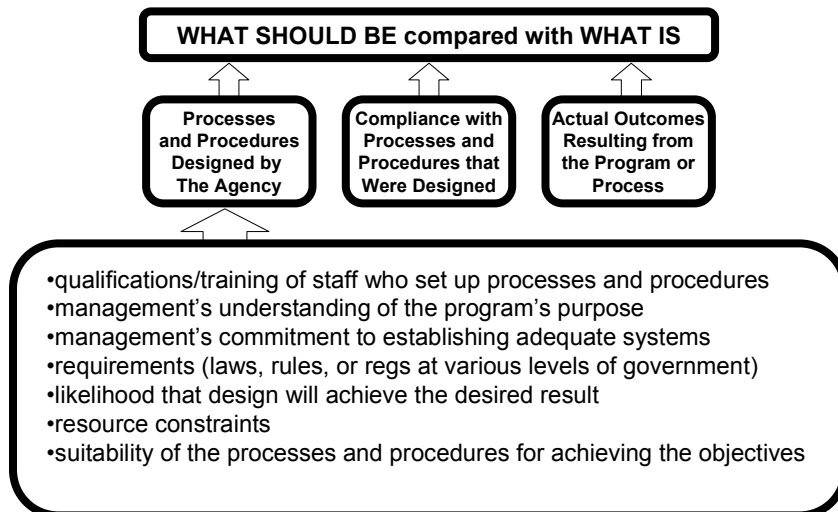 WHAT SHOULD BE compared with WHAT IS
Processes
and Procedures
Designed by
The Agency
Compliance with
Processes and
Procedures that
Were Designed
Actual Outcomes
Resulting from
the Program or
Process
•qualifications/training of staff who set up processes and procedures
•management’s understanding of the program’s purpose
•management’s commitment to establishing adequate systems
•requirements (laws, rules, or regs at various levels of government)
•likelihood that design will achieve the desired result
•resource constraints
•suitability of the processes and procedures for achieving the objectives